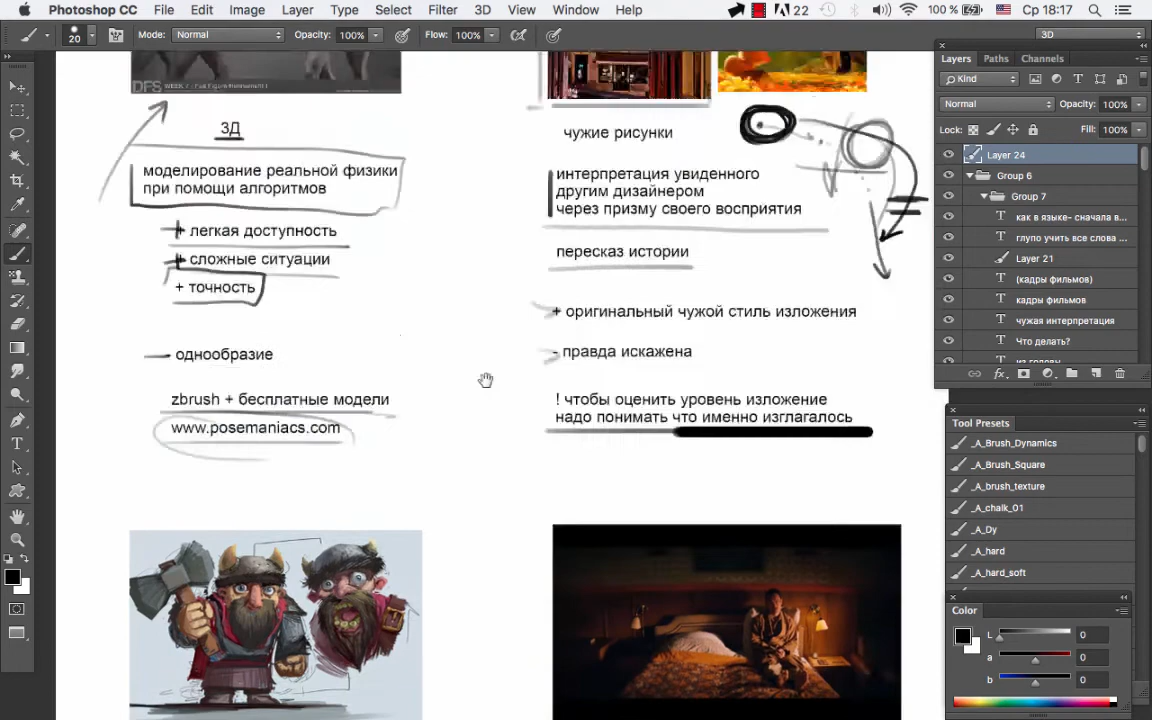 Photoshop CC File Edit Image Layer Type Select Filter 3D View Window Help 22 100 % Ср 18:17
20 Mode: Normal Opacity: 100% Flow: 100% 3D
DFS
3Д
моделирование реальной физики
при помощи алгоритмов
+ легкая доступность
+ сложные ситуации
+ точность
однообразие
zbrush + бесплатные модели
www.posemaniacs.com
чужие рисунки
интерпретация увиденного
другим дизайнером
через призму своего восприятия
пересказ истории
+ оригинальный чужой стиль изложения
- правда искажена
! чтобы оценить уровень изложение
надо понимать что именно изглагалось
Layers Paths Channels
Kind
Normal Opacity: 100%
Lock: Fill: 100%
Layer 24
Group 6
Group 7
как в языке- сначала в...
глупо учить все слова ...
Layer 21
(кадры фильмов)
кадры фильмов
чужая интерпретация
Что делать?
из головы
Tool Presets
_A_Brush_Dynamics
_A_Brush_Square
_A_brush_texture
_A_chalk_01
_A_Dy
_A_hard
_A_hard_soft
Color
L 0
a 0
b 0